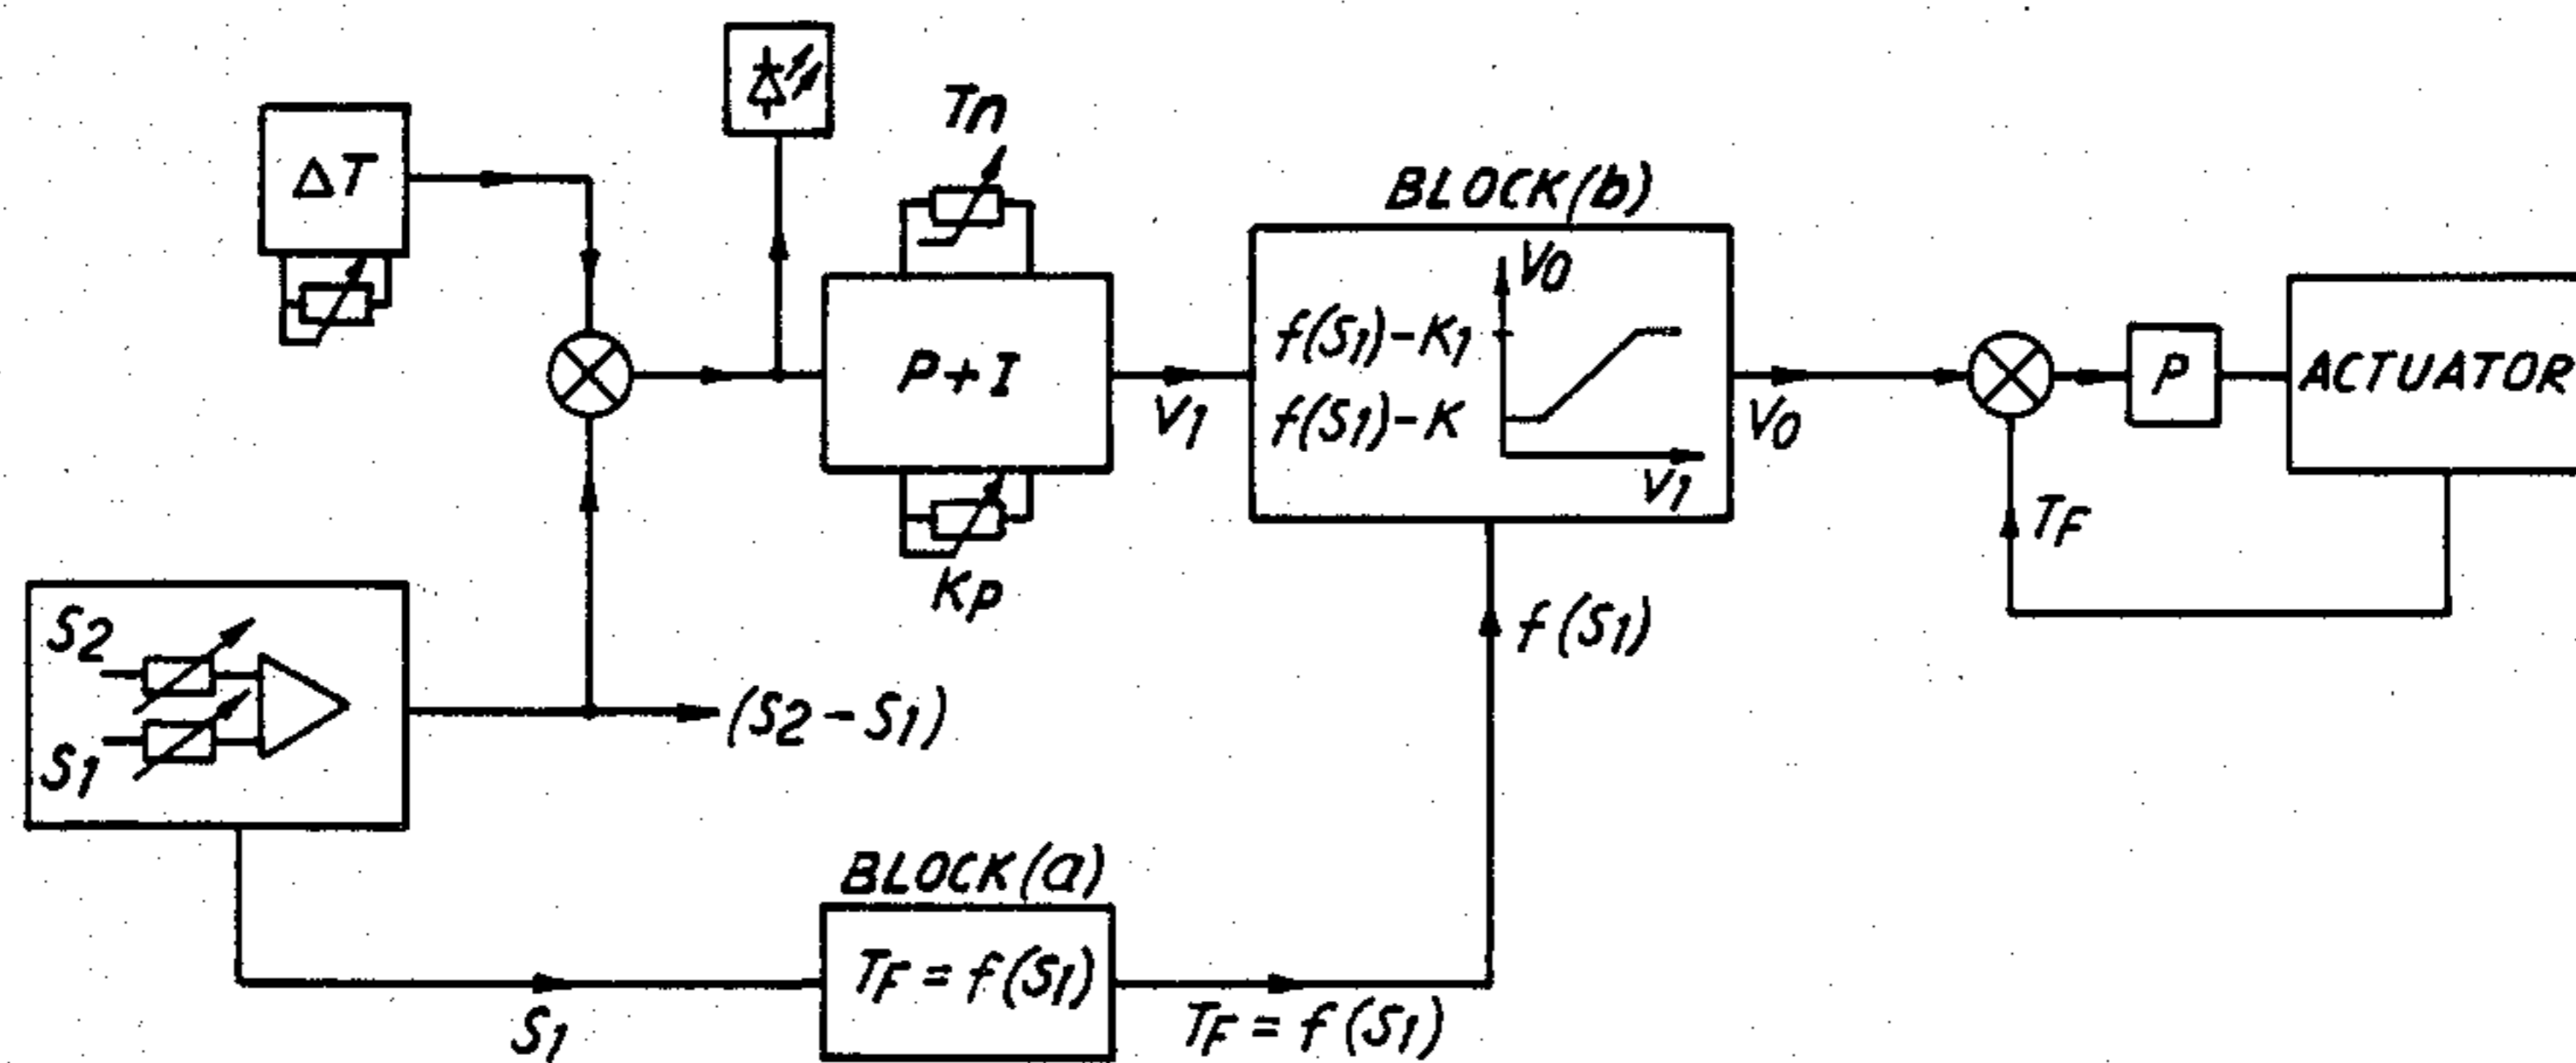 ΔT
Tn
BLOCK(b)
V0
f(S1)-K1
f(S1)-K
V1
P+I
V1
V0
P
ACTUATOR
TF
Kp
S2
S1
(S2-S1)
f(S1)
BLOCK(a)
TF=f(S1)
S1
TF=f(S1)